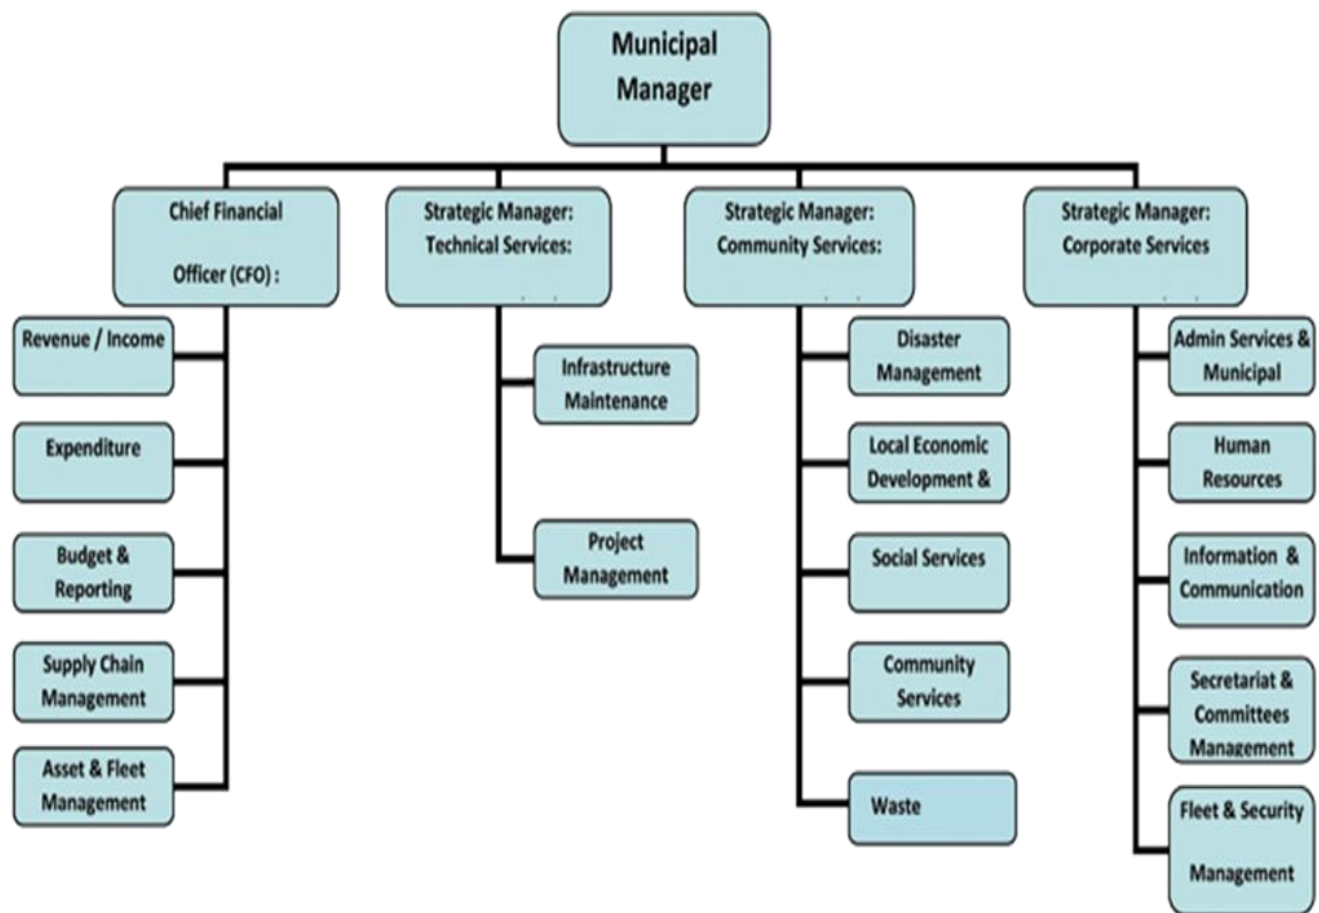 Municipal
Manager
Chief Financial
Officer (CFO) :
Strategic Manager:
Technical Services:
Strategic Manager:
Community Services:
Strategic Manager:
Corporate Services
Revenue / Income
Expenditure
Budget &
Reporting
Supply Chain
Management
Asset & Fleet
Management
Infrastructure
Maintenance
Project
Management
Disaster
Management
Local Economic
Development &
Social Services
Community
Services
Waste
Admin Services &
Municipal
Human
Resources
Information &
Communication
Secretariat &
Committees
Management
Fleet & Security
Management